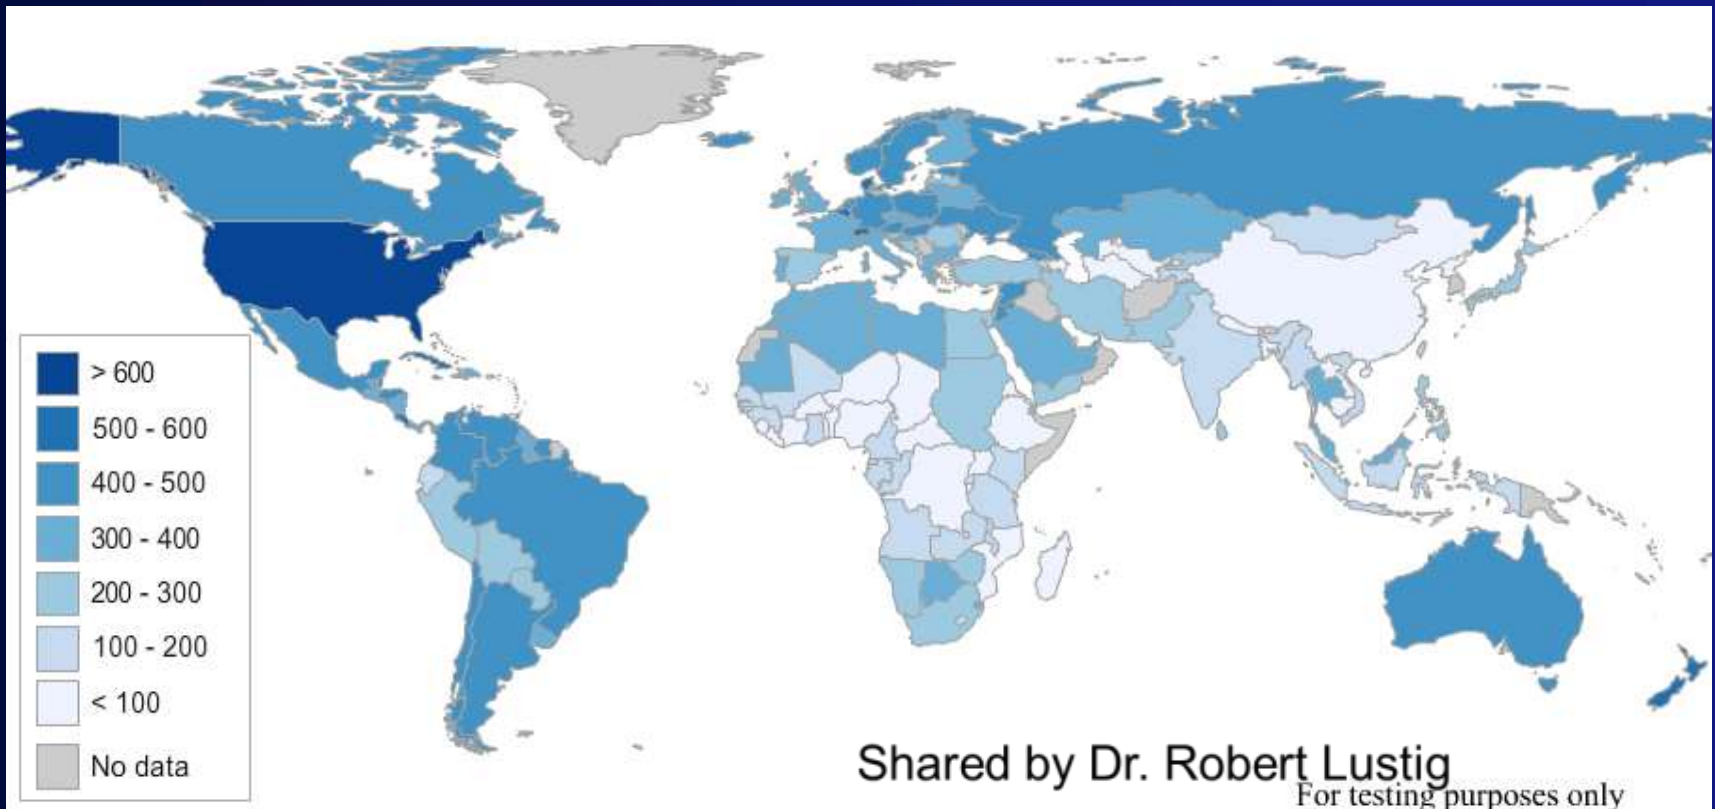 > 600
500 - 600
400 - 500
300 - 400
200 - 300
100 - 200
< 100
No data
Shared by Dr. Robert Lustig
For testing purposes only